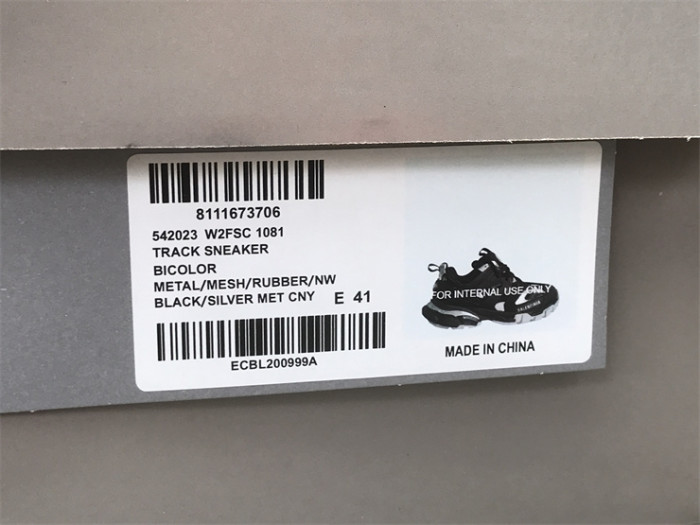 8111673706
542023 W2FSC 1081
TRACK SNEAKER
BICOLOR
METAL/MESH/RUBBER/NW
BLACK/SILVER MET CNY E 41
ECBL200999A
FOR INTERNAL USE ONLY
BALENCIAGA
MADE IN CHINA